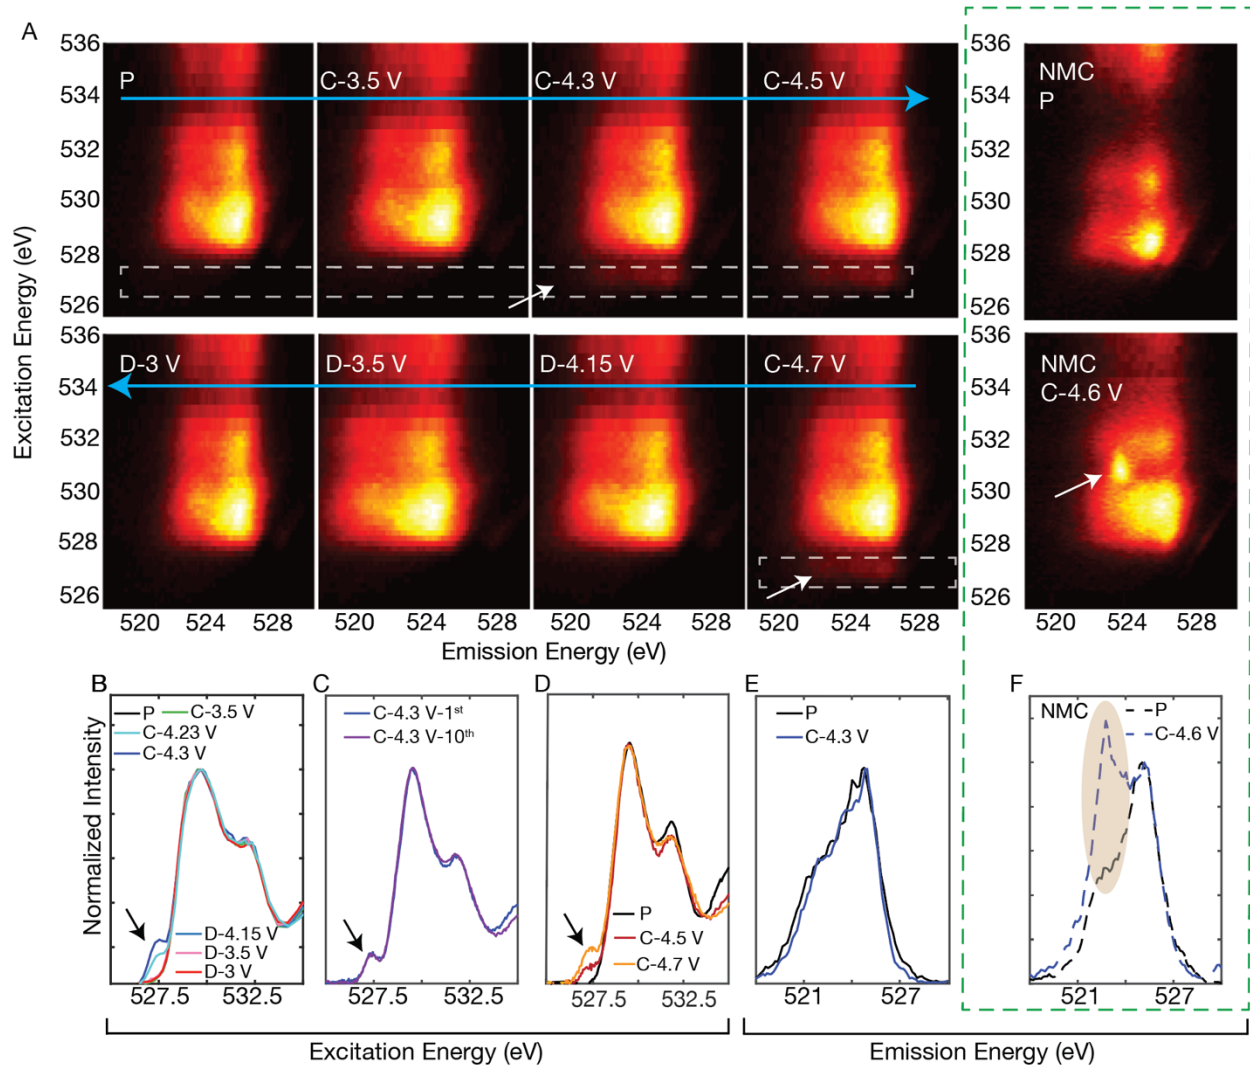 A
536
534
532
530
528
526
P
C-3.5 V
C-4.3 V
C-4.5 V
536
534
532
530
528
526
NMC
P
Excitation Energy (eV)
536
534
532
530
528
526
D-3 V
D-3.5 V
D-4.15 V
C-4.7 V
536
534
532
530
528
526
NMC
C-4.6 V
520 524 528
520 524 528
520 524 528
520 524 528
520 524 528
Emission Energy (eV)
B
P
C-3.5 V
C-4.23 V
C-4.3 V
D-4.15 V
D-3.5 V
D-3 V
Normalized Intensity
527.5 532.5
C
C-4.3 V-1st
C-4.3 V-10th
527.5 532.5
D
P
C-4.5 V
C-4.7 V
527.5 532.5
E
P
C-4.3 V
521 527
F
NMC
P
C-4.6 V
521 527
Excitation Energy (eV)
Emission Energy (eV)